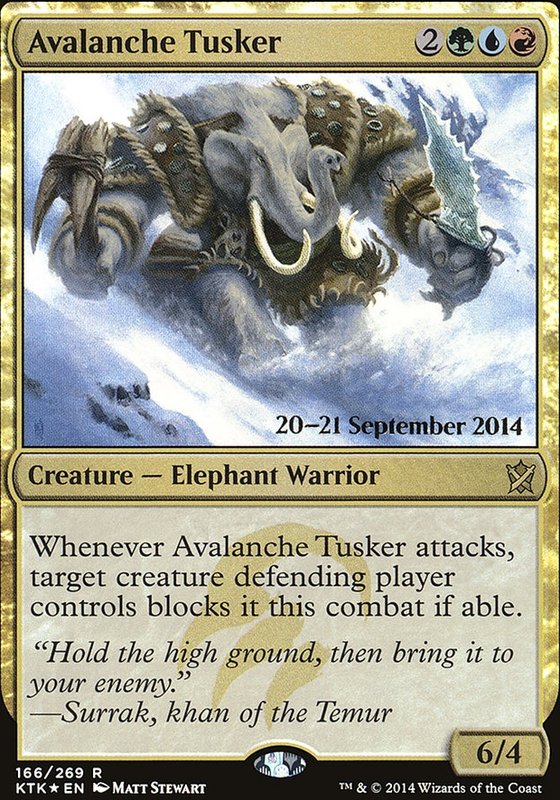 Avalanche Tusker 2
20–21 September 2014
Creature — Elephant Warrior
Whenever Avalanche Tusker attacks,
target creature defending player
controls blocks it this combat if able.
“Hold the high ground, then bring it to
your enemy.”
—Surrak, khan of the Temur
6/4
166/269 R
KTK★EN Matt Stewart
™ & © 2014 Wizards of the Coast